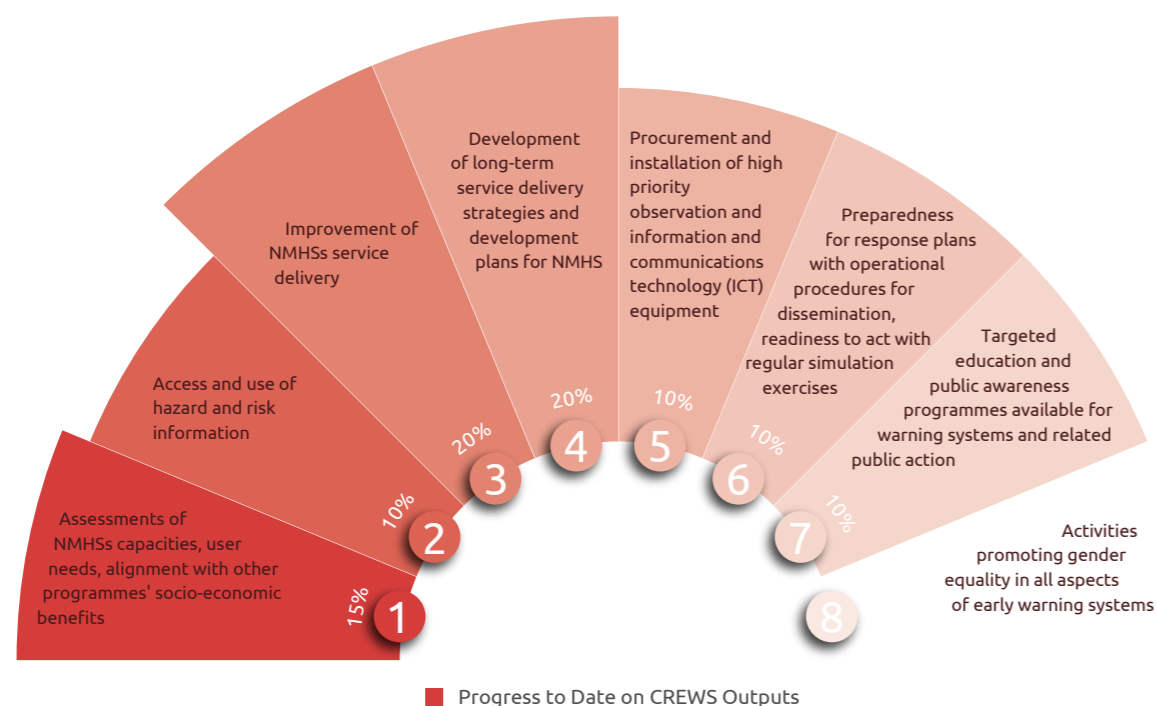 Assessments of
NMHSs capacities, user
needs, alignment with other
programmes' socio-economic
benefits
15%
1
Access and use of
hazard and risk
information
10%
2
Improvement of
NMHSs service
delivery
20%
3
Development
of long-term
service delivery
strategies and
development
plans for NMHS
20%
4
Procurement and
installation of high
priority
observation and
information and
communications
technology (ICT)
equipment
10%
5
Preparedness
for response plans
with operational
procedures for
dissemination,
readiness to act with
regular simulation
exercises
10%
6
Targeted
education and
public awareness
programmes available for
warning systems and related
public action
10%
7
Activities
promoting gender
equality in all aspects
of early warning systems
8
Progress to Date on CREWS Outputs